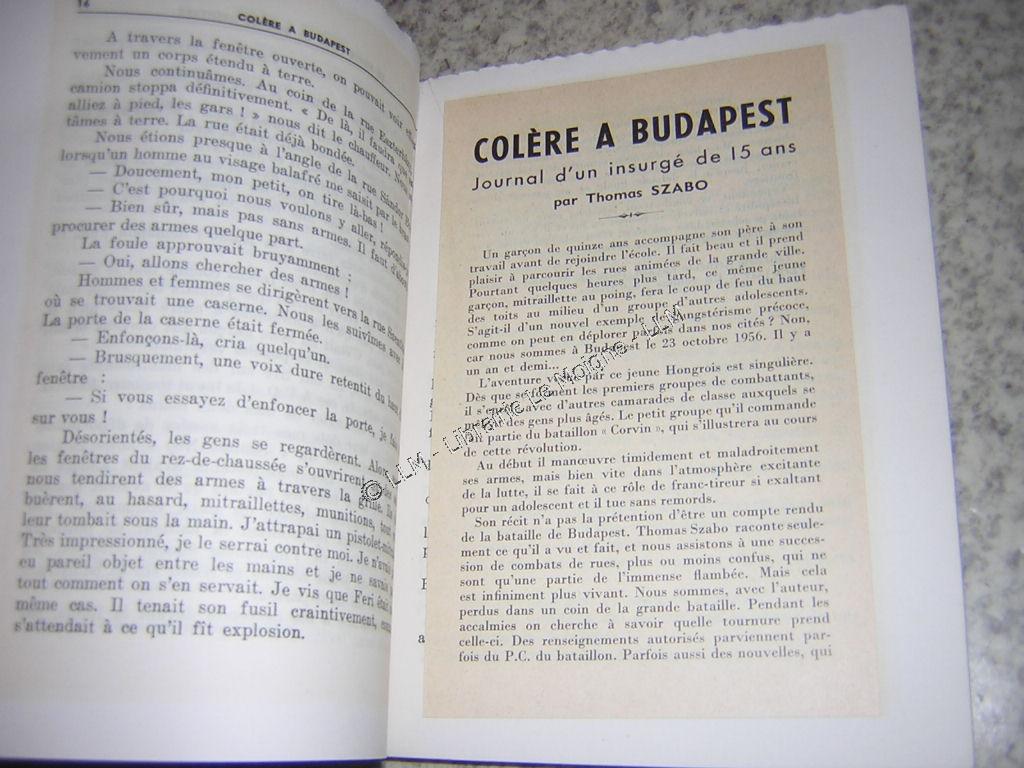 16
COLÈRE A BUDAPEST
A travers la fenêtre ouverte, on pouvait voir
vement un corps étendu à terre.
Nous continuâmes. Au coin de la rue
camion stoppa définitivement. « De là, il faudra que
alliez à pied, les gars ! » nous dit le chauffeur.
tâmes à terre. La rue était déjà bondée.
Nous étions presque à l'angle de la rue Sándor
lorsqu'un homme au visage balafré me saisit par le
— Doucement, mon petit, on tire là-bas !
— C'est pourquoi nous voulons y aller,
— Bien sûr, mais pas sans armes. Il faut
procurer des armes quelque part.
La foule approuvait bruyamment :
— Oui, allons chercher des armes !
Hommes et femmes se dirigèrent vers la rue
où se trouvait une caserne. Nous les suivîmes
La porte de la caserne était fermée.
— Enfonçons-là, cria quelqu'un.
— Brusquement, une voix dure retentit du
fenêtre :
— Si vous essayez d'enfoncer la porte, je
sur vous !
Désorientés, les gens se regardèrent.
les fenêtres du rez-de-chaussée s'ouvrirent
nous tendirent des armes à travers la grille.
buèrent, au hasard, mitraillettes, munitions,
leur tombait sous la main. J'attrapai un
Très impressionné, je le serrai contre moi. Je
eu pareil objet entre les mains et je ne
tout comment on s'en servait. Je vis que Feri
même cas. Il tenait son fusil craintivement,
s'attendait à ce qu'il fît explosion.
COLÈRE A BUDAPEST
Journal d'un insurgé de 15 ans
par Thomas SZABO
Un garçon de quinze ans accompagne son père à son
travail avant de rejoindre l'école. Il fait beau et il prend
plaisir à parcourir les rues animées de la grande ville.
Pourtant quelques heures plus tard, ce même jeune
garçon, mitraillette au poing, fera le coup de feu du haut
des toits au milieu d'un groupe d'autres adolescents.
S'agit-il d'un nouvel exemple de gangstérisme précoce,
comme on peut en déplorer parfois dans nos cités ? Non,
car nous sommes à Budapest le 23 octobre 1956. Il y a
un an et demi...
L'aventure par ce jeune Hongrois est singulière.
Dès que se forment les premiers groupes de combattants,
il s'engage avec d'autres camarades de classe auxquels se
des gens plus âgés. Le petit groupe qu'il commande
partie du bataillon « Corvin », qui s'illustrera au cours
de cette révolution.
Au début il manœuvre timidement et maladroitement
ses armes, mais bien vite dans l'atmosphère excitante
de la lutte, il se fait à ce rôle de franc-tireur si exaltant
pour un adolescent et il tue sans remords.
Son récit n'a pas la prétention d'être un compte rendu
de la bataille de Budapest. Thomas Szabo raconte seule-
ment ce qu'il a vu et fait, et nous assistons à une succes-
sion de combats de rues, plus ou moins confus, qui ne
sont qu'une partie de l'immense flambée. Mais cela
est infiniment plus vivant. Nous sommes, avec l'auteur,
perdus dans un coin de la grande bataille. Pendant les
accalmies on cherche à savoir quelle tournure prend
celle-ci. Des renseignements autorisés parviennent par-
fois du P.C. du bataillon. Parfois aussi des nouvelles, qui
© LLM - Librairie Le Moigne - LLM